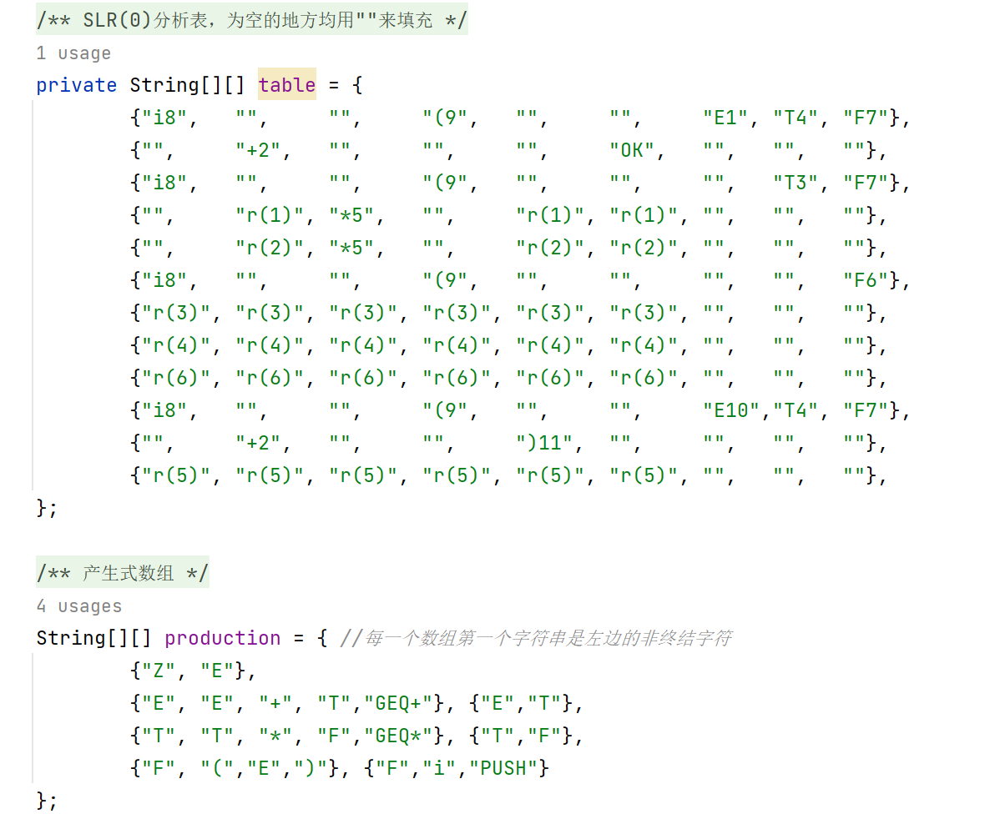 /** SLR(0)分析表，为空的地方均用""来填充 */
1 usage
private String[][] table = {
{"i8",   "",     "",     "(9",   "",     "",     "E1", "T4", "F7"},
{"",     "+2",   "",     "",     "",     "OK",   "",   "",   ""},
{"i8",   "",     "",     "(9",   "",     "",     "",   "T3", "F7"},
{"",     "r(1)", "*5",   "",     "r(1)", "r(1)", "",   "",   ""},
{"",     "r(2)", "*5",   "",     "r(2)", "r(2)", "",   "",   ""},
{"i8",   "",     "",     "(9",   "",     "",     "",   "",   "F6"},
{"r(3)", "r(3)", "r(3)", "r(3)", "r(3)", "r(3)", "",   "",   ""},
{"r(4)", "r(4)", "r(4)", "r(4)", "r(4)", "r(4)", "",   "",   ""},
{"r(6)", "r(6)", "r(6)", "r(6)", "r(6)", "r(6)", "",   "",   ""},
{"i8",   "",     "",     "(9",   "",     "",     "E10","T4", "F7"},
{"",     "+2",   "",     "",     ")11",  "",     "",   "",   ""},
{"r(5)", "r(5)", "r(5)", "r(5)", "r(5)", "r(5)", "",   "",   ""},
};
/** 产生式数组 */
4 usages
String[][] production = { //每一个数组第一个字符串是左边的非终结字符
{"Z", "E"},
{"E", "E", "+", "T","GEQ+"}, {"E","T"},
{"T", "T", "*", "F","GEQ*"}, {"T","F"},
{"F", "(","E",")"}, {"F","i","PUSH"}
};